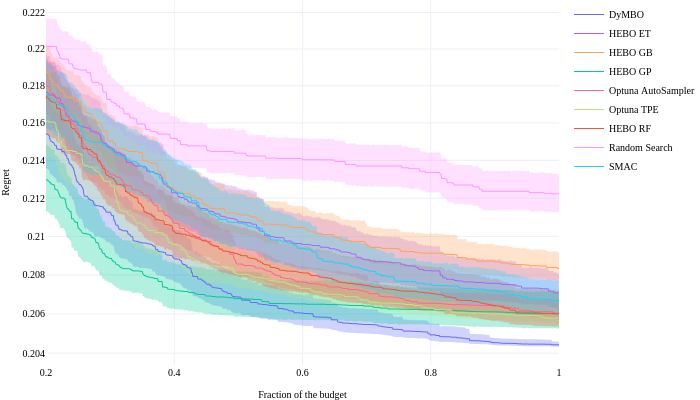 0.222
0.22
0.218
0.216
0.214
0.212
0.21
0.208
0.206
0.204
Regret
0.2
0.4
0.6
0.8
1
Fraction of the budget
DyMBO
HEBO ET
HEBO GB
HEBO GP
Optuna AutoSampler
Optuna TPE
HEBO RF
Random Search
SMAC